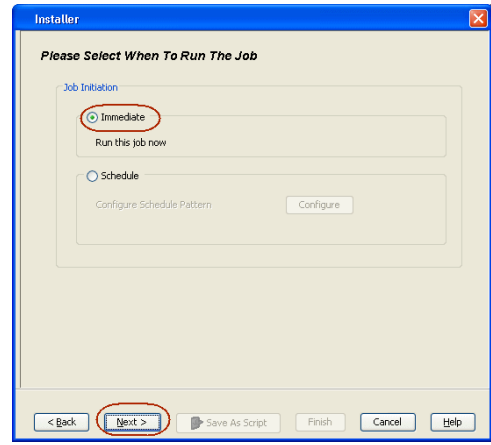 Installer
Please Select When To Run The Job
Job Initiation
Immediate
Run this job now
Schedule
Configure Schedule Pattern Configure
< Back Next > Save As Script Finish Cancel Help